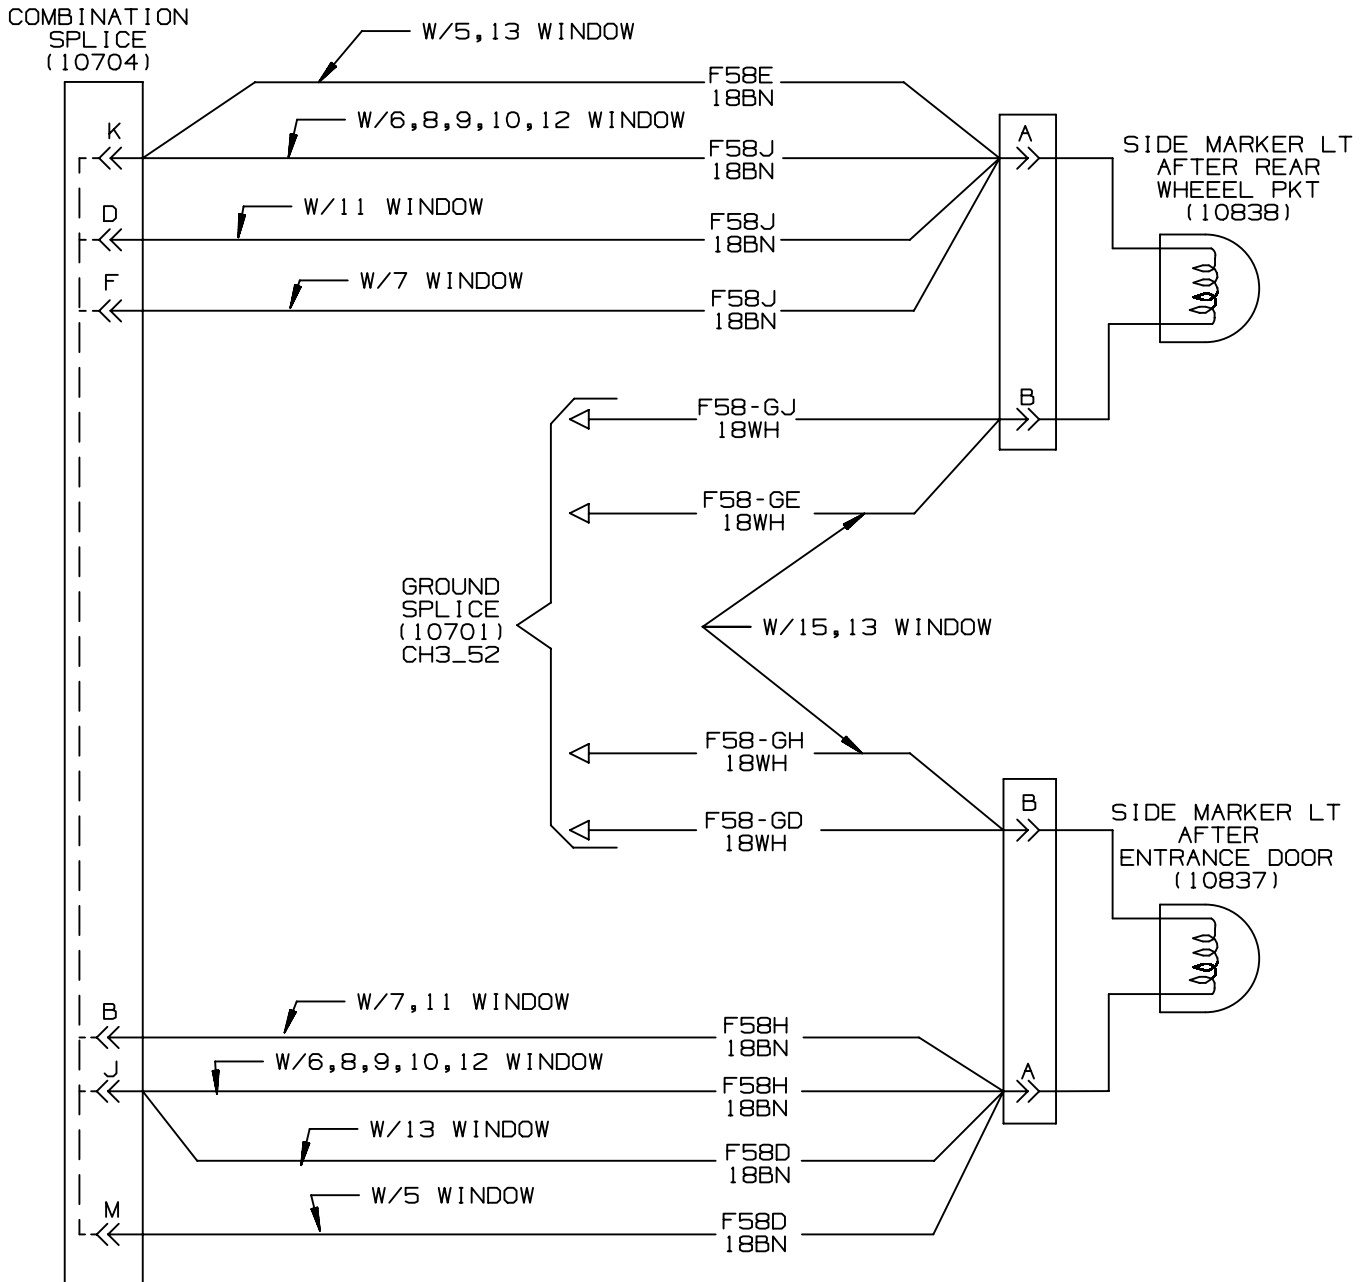 COMBINATION
SPLICE
(10704)
W/5,13 WINDOW
F58E
18BN
K
W/6,8,9,10,12 WINDOW
F58J
18BN
A
SIDE MARKER LT
AFTER REAR
WHEEEL PKT
(10838)
D
W/11 WINDOW
F58J
18BN
F
W/7 WINDOW
F58J
18BN
F58-GJ
18WH
B
F58-GE
18WH
GROUND
SPLICE
(10701)
CH3_52
W/15,13 WINDOW
F58-GH
18WH
F58-GD
18WH
B
SIDE MARKER LT
AFTER
ENTRANCE DOOR
(10837)
B
W/7,11 WINDOW
F58H
18BN
J
W/6,8,9,10,12 WINDOW
F58H
18BN
A
W/13 WINDOW
F58D
18BN
M
W/5 WINDOW
F58D
18BN